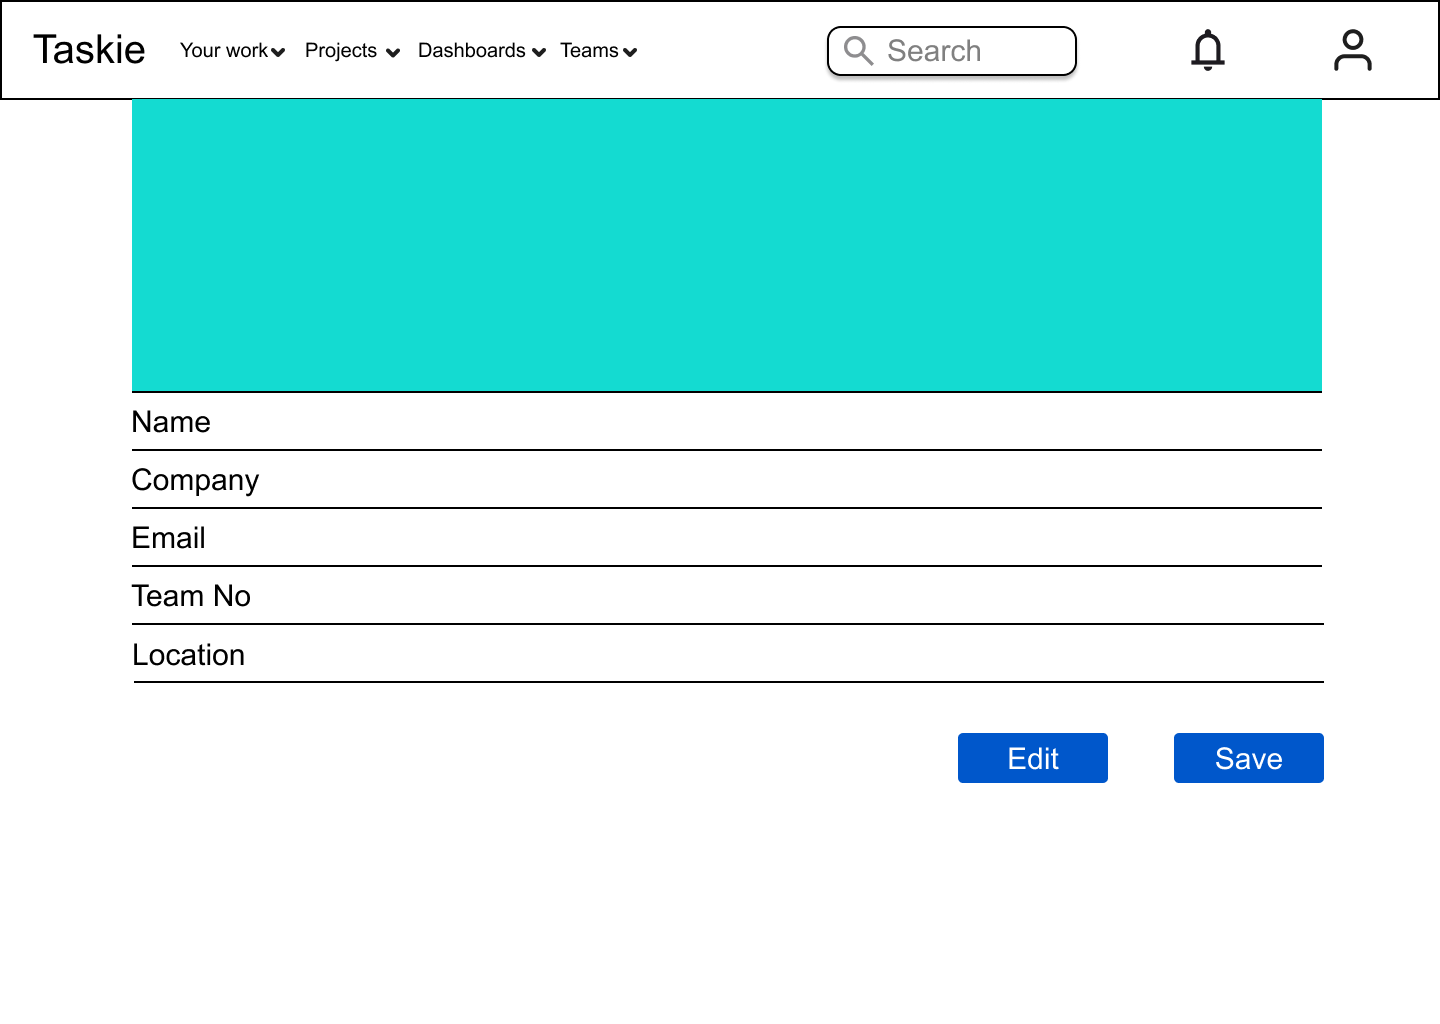 Taskie Your work Projects Dashboards Teams Search
Name
Company
Email
Team No
Location
Edit Save